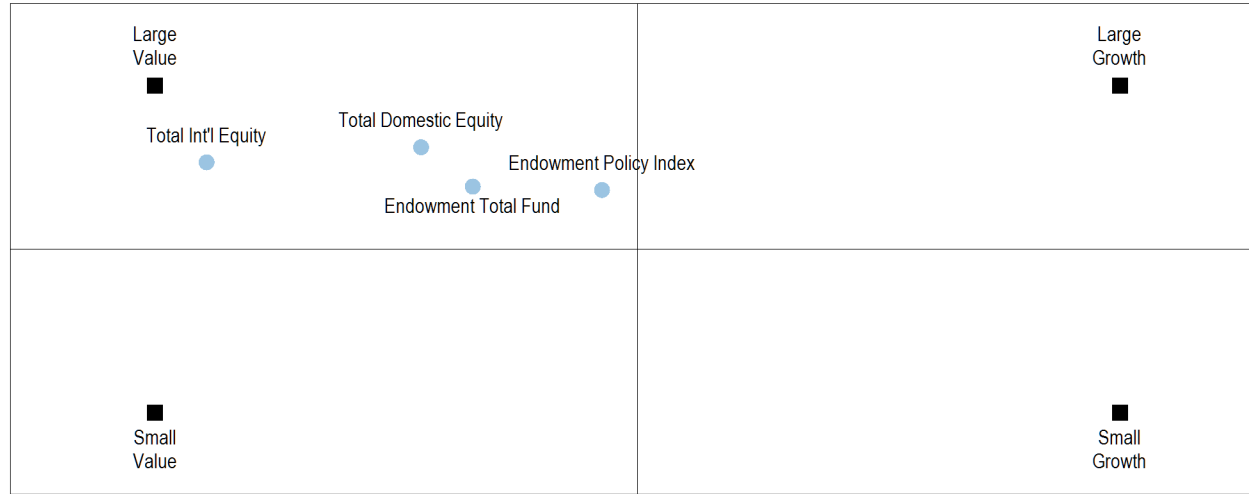 Large
Value
Large
Growth
Total Domestic Equity
Total Int'l Equity
Endowment Policy Index
Endowment Total Fund
Small
Value
Small
Growth